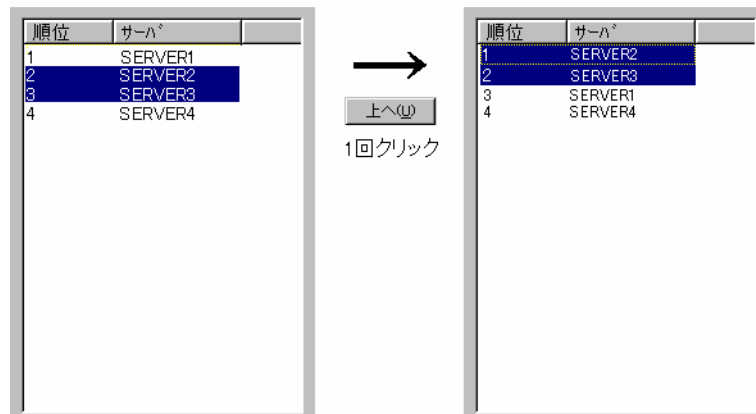 順位 サーバ
1 SERVER1
2 SERVER2
3 SERVER3
4 SERVER4
上へ(U)
1回クリック
順位 サーバ
1 SERVER2
2 SERVER3
3 SERVER1
4 SERVER4